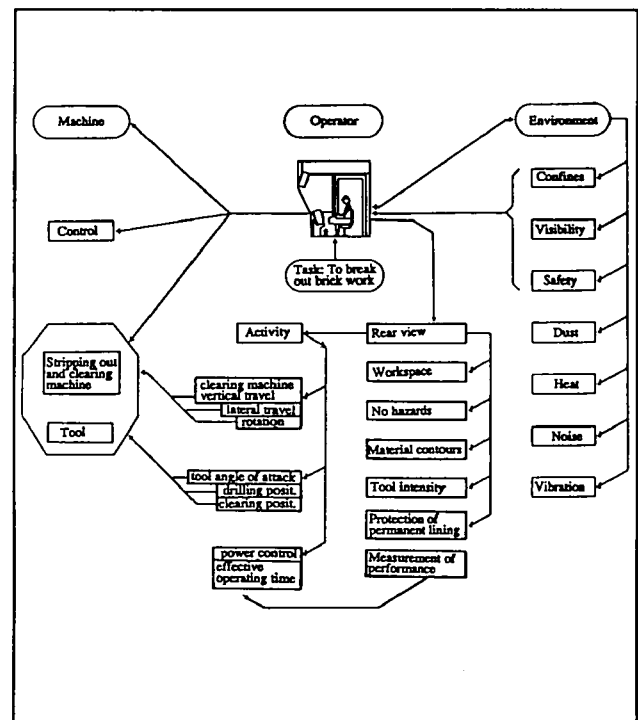 Machine
Operator
Environment
Confines
Visibility
Safety
Dust
Heat
Noise
Vibration
Control
Task: To break
out brick work
Activity
Rear view
Stripping out
and clearing
machine
Tool
clearing machine
vertical travel
lateral travel
rotation
tool angle of attack
drilling posit.
clearing posit.
power control
effective
operating time
Workspace
No hazards
Material contours
Tool intensity
Protection of
permanent lining
Measurement of
performance